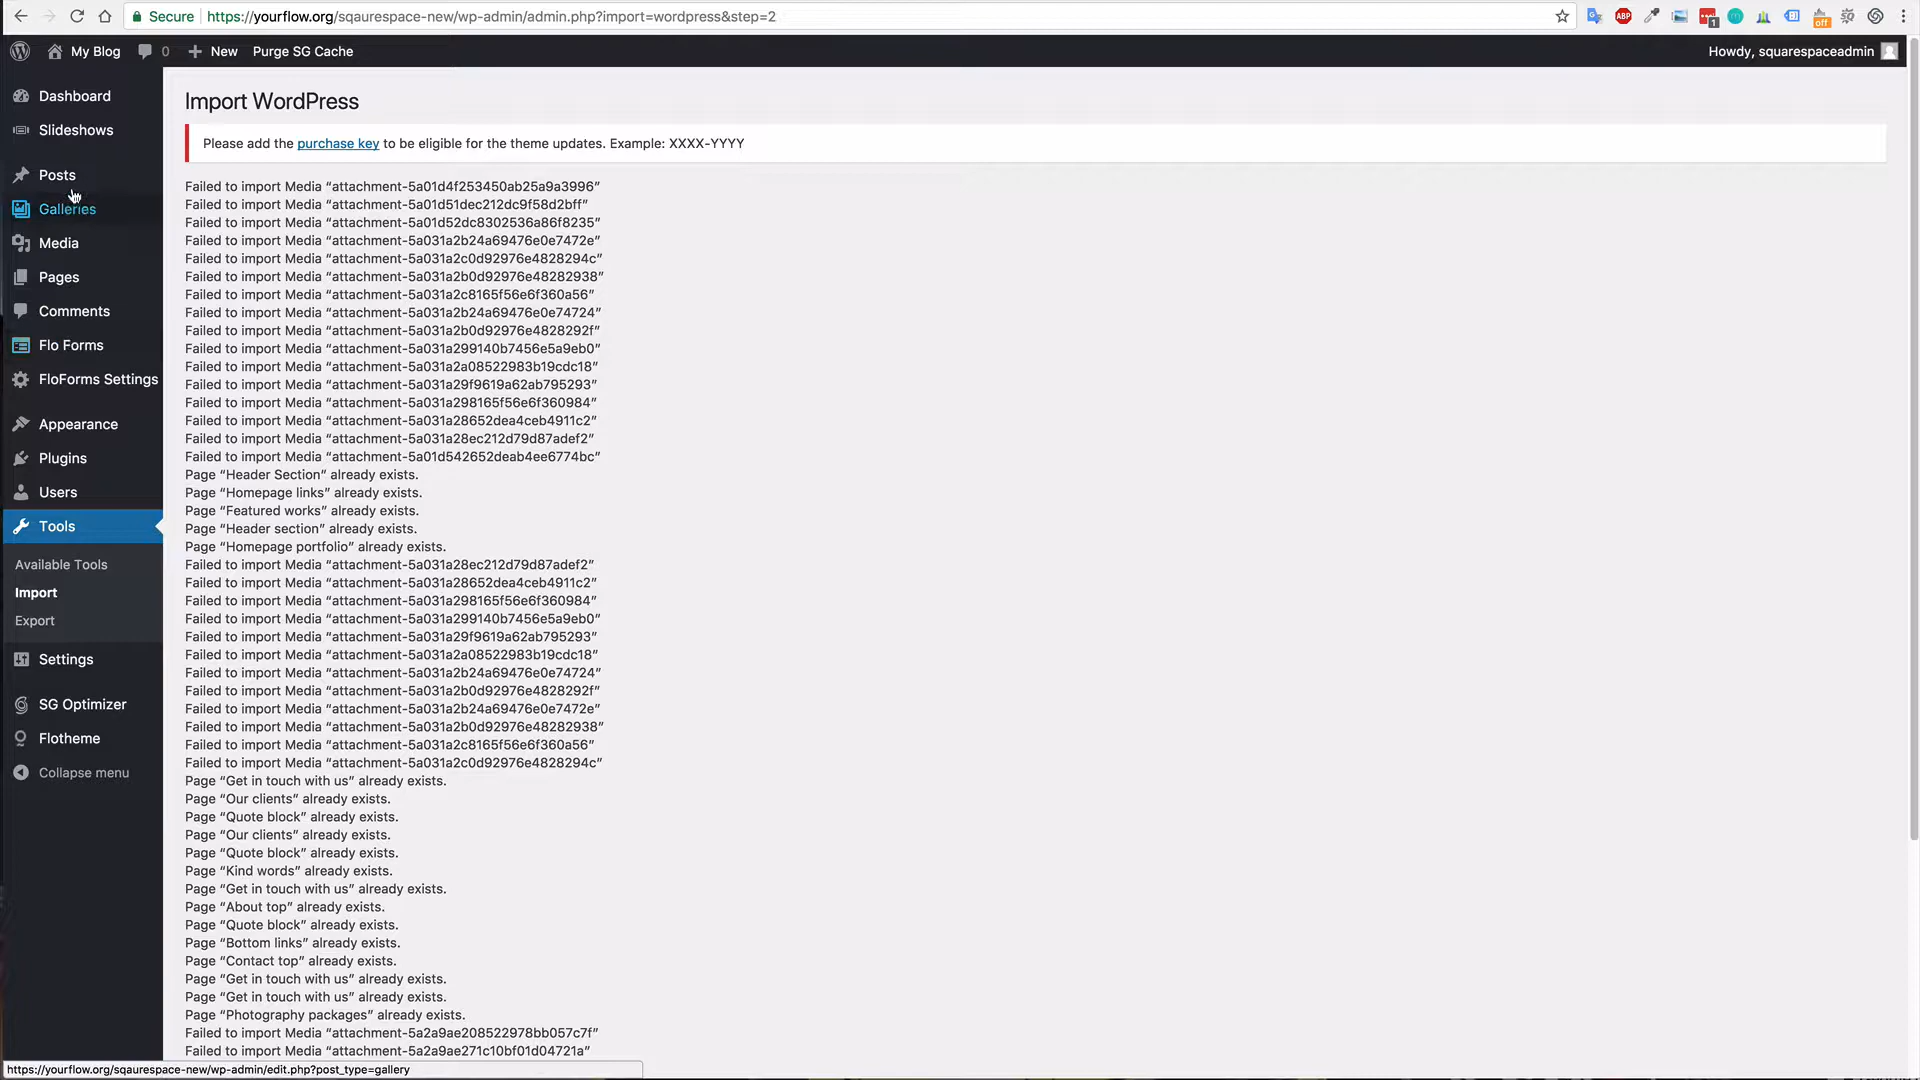 Secure https://yourflow.org/sqaurespace-new/wp-admin/admin.php?import=wordpress&step=2
ABP
1
off
My Blog 0 New Purge SG Cache
Howdy, squarespaceadmin
Dashboard
Slideshows
Posts
Galleries
Media
Pages
Comments
Flo Forms
FloForms Settings
Appearance
Plugins
Users
Tools
Available Tools
Import
Export
Settings
SG Optimizer
Flotheme
Collapse menu
Import WordPress
Please add the purchase key to be eligible for the theme updates. Example: XXXX-YYYY
Failed to import Media “attachment-5a01d4f253450ab25a9a3996”
Failed to import Media “attachment-5a01d51dec212dc9f58d2bff”
Failed to import Media “attachment-5a01d52dc8302536a86f8235”
Failed to import Media “attachment-5a031a2b24a69476e0e7472e”
Failed to import Media “attachment-5a031a2c0d92976e4828294c”
Failed to import Media “attachment-5a031a2b0d92976e48282938”
Failed to import Media “attachment-5a031a2c8165f56e6f360a56”
Failed to import Media “attachment-5a031a2b24a69476e0e74724”
Failed to import Media “attachment-5a031a2b0d92976e4828292f”
Failed to import Media “attachment-5a031a299140b7456e5a9eb0”
Failed to import Media “attachment-5a031a2a08522983b19cdc18”
Failed to import Media “attachment-5a031a29f9619a62ab795293”
Failed to import Media “attachment-5a031a298165f56e6f360984”
Failed to import Media “attachment-5a031a28652dea4ceb4911c2”
Failed to import Media “attachment-5a031a28ec212d79d87adef2”
Failed to import Media “attachment-5a01d542652deab4ee6774bc”
Page “Header Section” already exists.
Page “Homepage links” already exists.
Page “Featured works” already exists.
Page “Header section” already exists.
Page “Homepage portfolio” already exists.
Failed to import Media “attachment-5a031a28ec212d79d87adef2”
Failed to import Media “attachment-5a031a28652dea4ceb4911c2”
Failed to import Media “attachment-5a031a298165f56e6f360984”
Failed to import Media “attachment-5a031a299140b7456e5a9eb0”
Failed to import Media “attachment-5a031a29f9619a62ab795293”
Failed to import Media “attachment-5a031a2a08522983b19cdc18”
Failed to import Media “attachment-5a031a2b24a69476e0e74724”
Failed to import Media “attachment-5a031a2b0d92976e4828292f”
Failed to import Media “attachment-5a031a2b24a69476e0e7472e”
Failed to import Media “attachment-5a031a2b0d92976e48282938”
Failed to import Media “attachment-5a031a2c8165f56e6f360a56”
Failed to import Media “attachment-5a031a2c0d92976e4828294c”
Page “Get in touch with us” already exists.
Page “Our clients” already exists.
Page “Quote block” already exists.
Page “Our clients” already exists.
Page “Quote block” already exists.
Page “Kind words” already exists.
Page “Get in touch with us” already exists.
Page “About top” already exists.
Page “Quote block” already exists.
Page “Bottom links” already exists.
Page “Contact top” already exists.
Page “Get in touch with us” already exists.
Page “Get in touch with us” already exists.
Page “Photography packages” already exists.
Failed to import Media “attachment-5a2a9ae208522978bb057c7f”
Failed to import Media “attachment-5a2a9ae271c10bf01d04721a”
https://yourflow.org/sqaurespace-new/wp-admin/edit.php?post_type=gallery